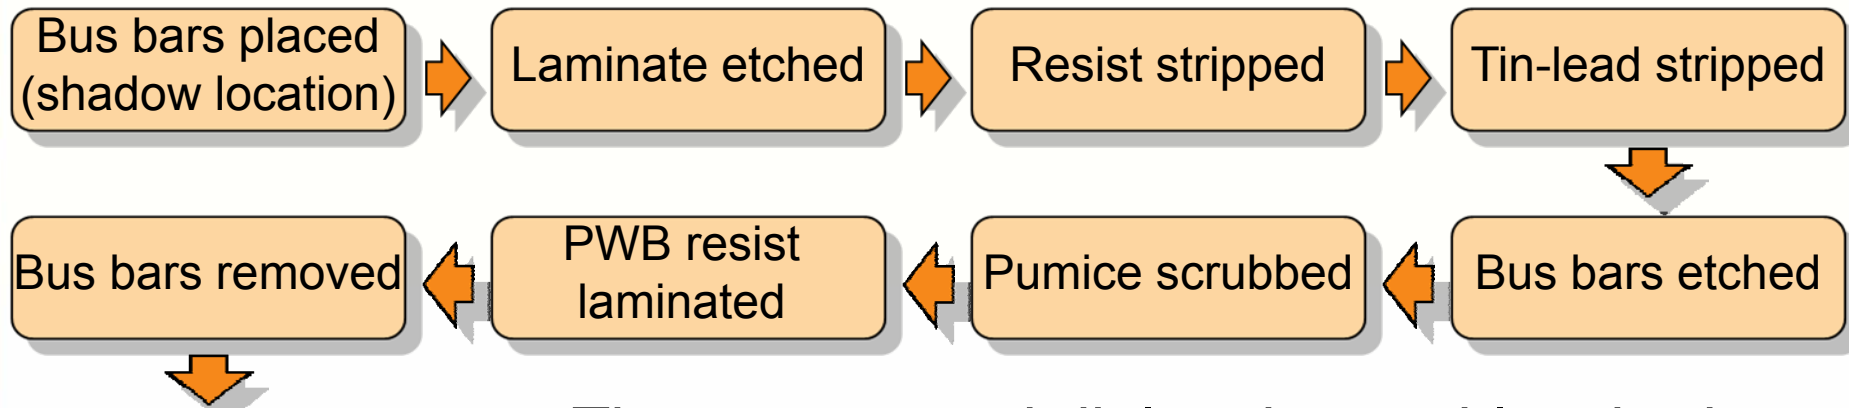 Bus bars placed
(shadow location)
Laminate etched
Resist stripped
Tin-lead stripped
Bus bars etched
Pumice scrubbed
PWB resist
laminated
Bus bars removed